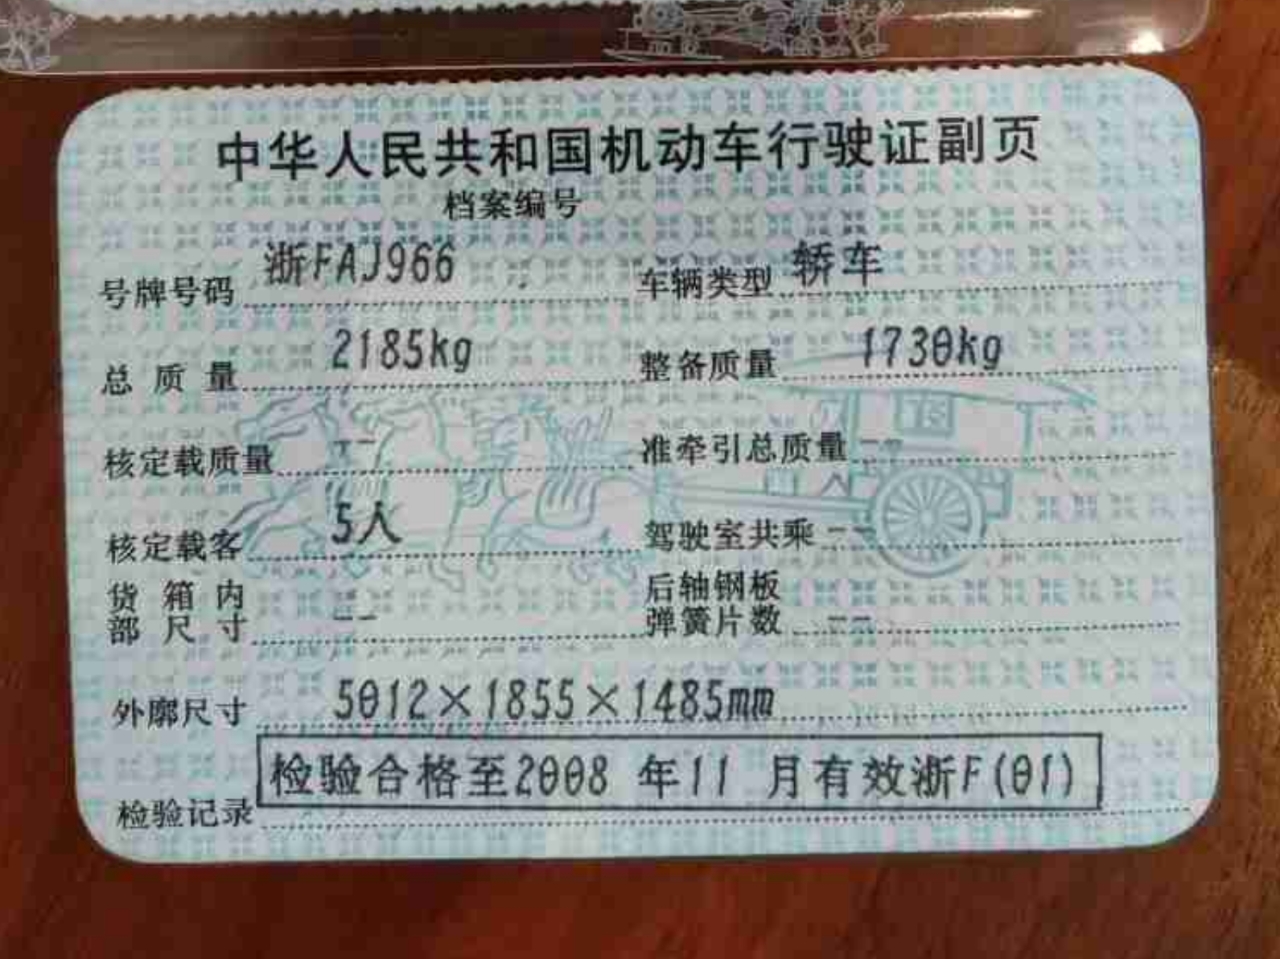 中华人民共和国机动车行驶证副页
档案编号
号牌号码 浙FAJ966 车辆类型 轿车
总质量 2185kg 整备质量 1730kg
核定载质量 -- 准牵引总质量 --
核定载客 5人 驾驶室共乘 --
货箱内 后轴钢板
部尺寸 -- 弹簧片数 --
外廓尺寸 5012×1855×1485mm
检验记录 检验合格至2008 年11 月有效浙F(01)